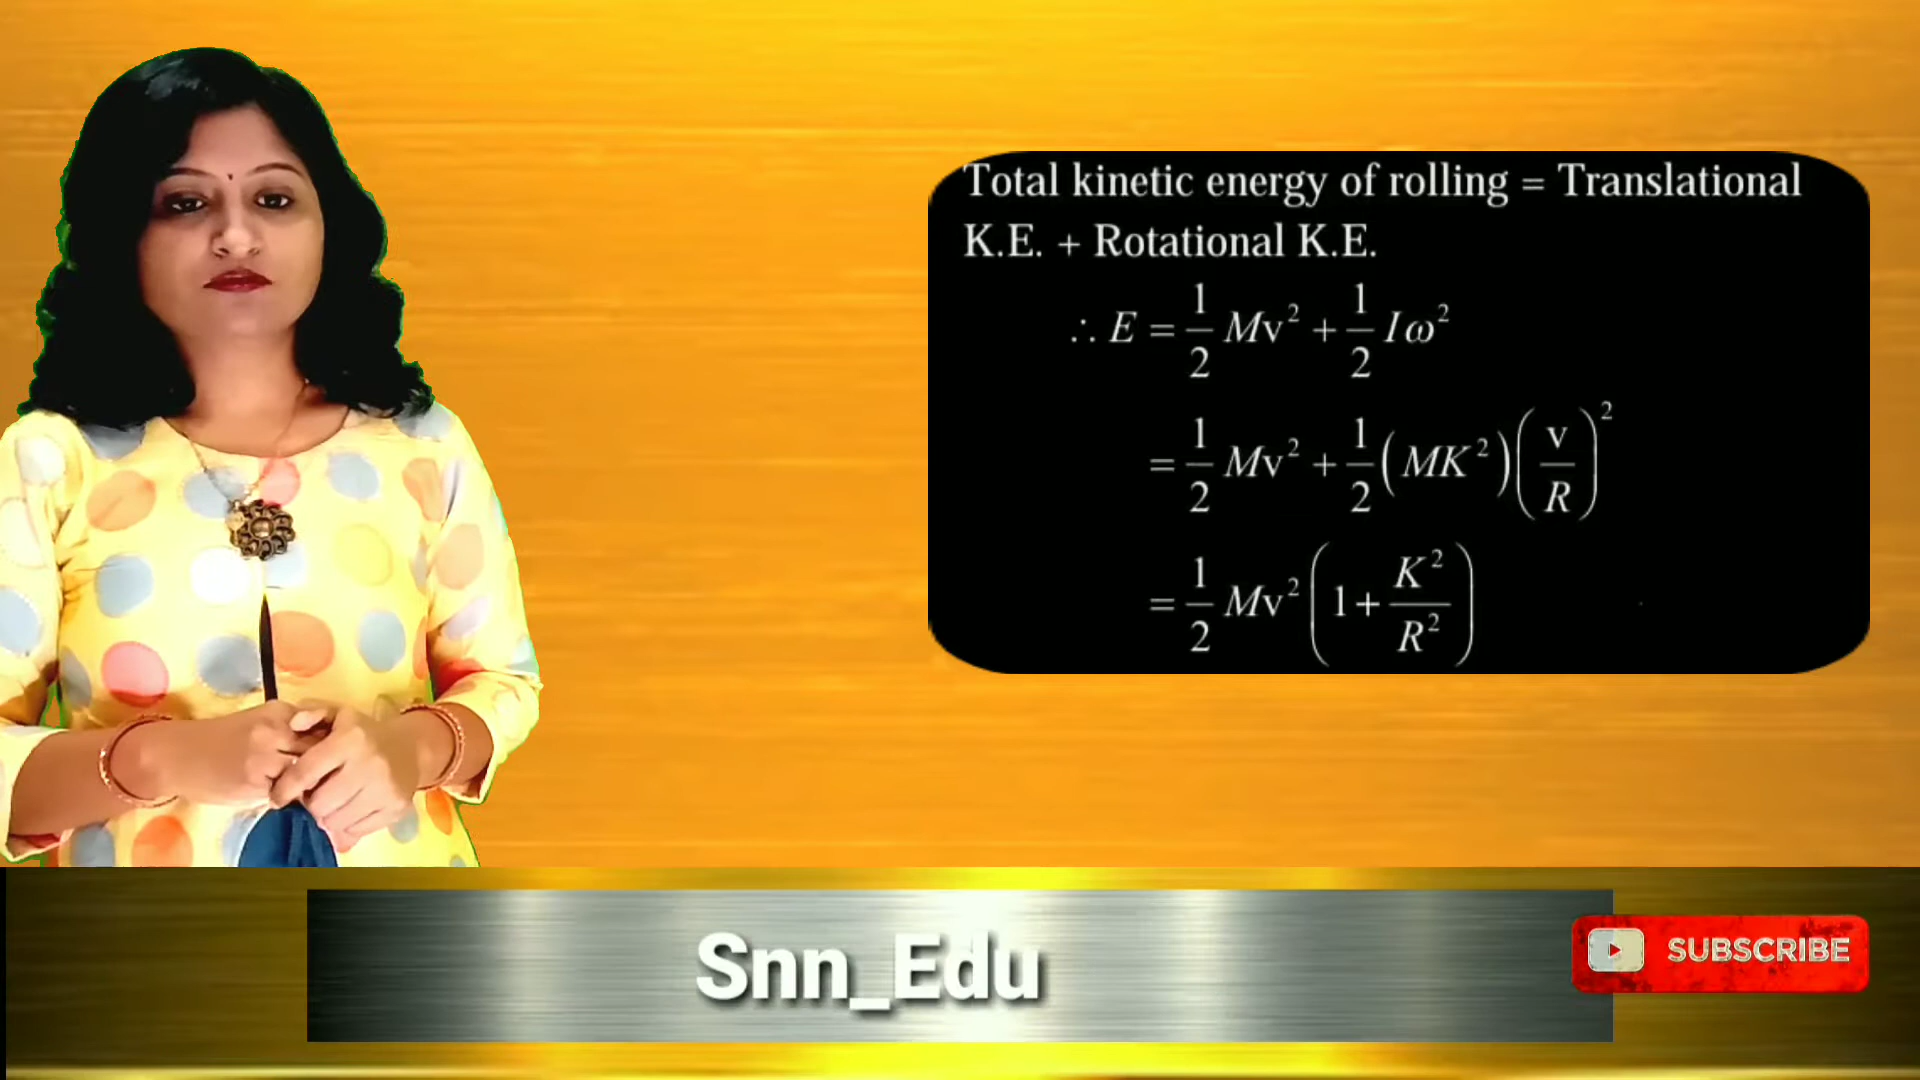 Total kinetic energy of rolling = Translational
K.E. + Rotational K.E.
∴ E = 1/2 Mv² + 1/2 Iω²
= 1/2 Mv² + 1/2 (MK²)(v/R)²
= 1/2 Mv² (1 + K²/R²)
Snn_Edu
SUBSCRIBE